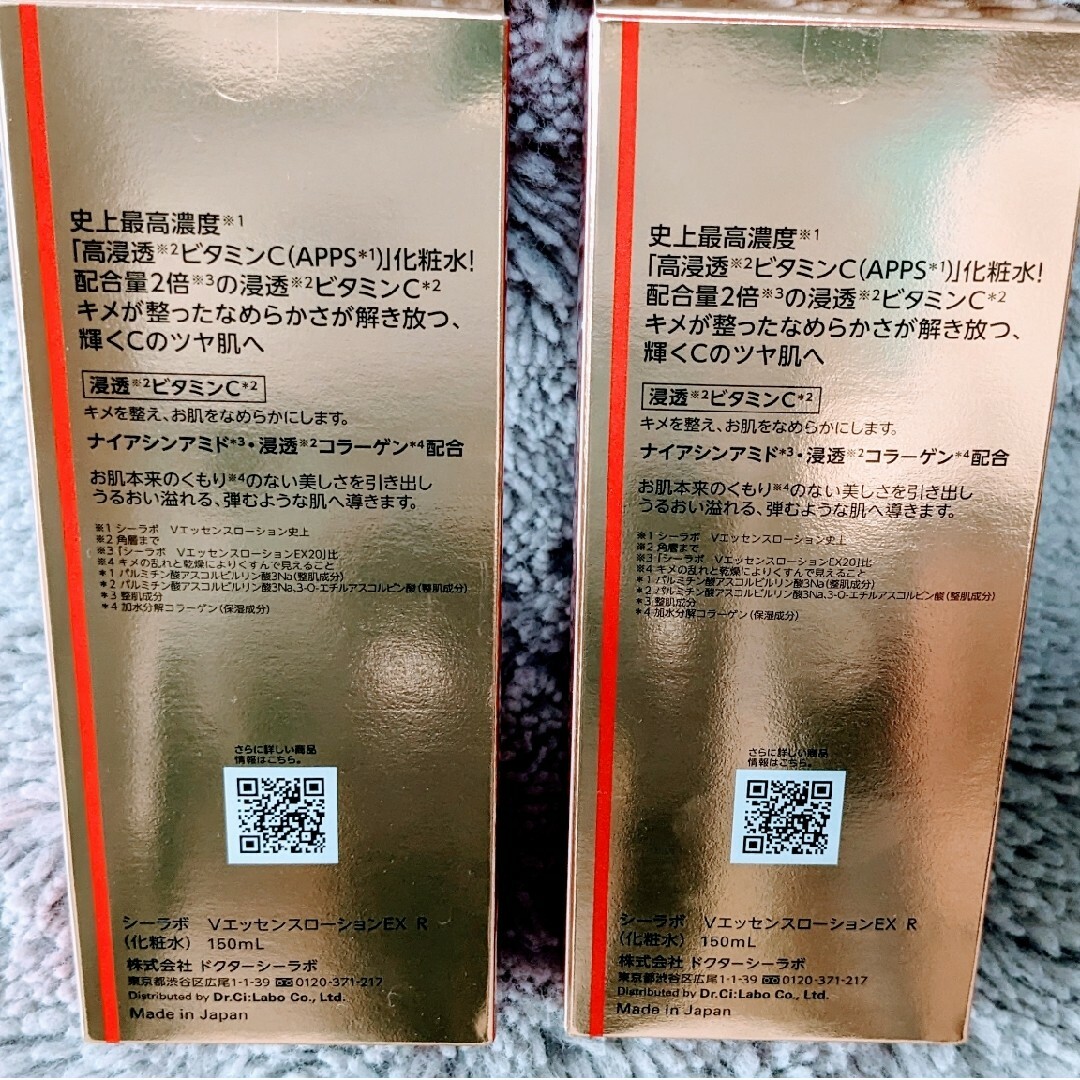 史上最高濃度※1
「高浸透※2ビタミンC(APPS*1)」化粧水!
配合量2倍※3の浸透※2ビタミンC*2
キメが整ったなめらかさが解き放つ、
輝くCのツヤ肌へ
浸透※2ビタミンC*2
キメを整え、お肌をなめらかにします。
ナイアシンアミド*3・浸透※2コラーゲン*4配合
お肌本来のくもり※4のない美しさを引き出し
うるおい溢れる、弾むような肌へ導きます。
※1 シーラボ Vエッセンスローション史上
※2 角層まで
※3「シーラボ VエッセンスローションEX20」比
※4 キメの乱れと乾燥によりくすんで見えること
*1 パルミチン酸アスコルビルリン酸3Na(整肌成分)
*2 パルミチン酸アスコルビルリン酸3Na、3-O-エチルアスコルビン酸(整肌成分)
*3 整肌成分
*4 加水分解コラーゲン(保湿成分)
さらに詳しい商品
情報はこちら。
シーラボ VエッセンスローションEX R
(化粧水) 150mL
株式会社 ドクターシーラボ
東京都渋谷区広尾1-1-39 0120-371-217
Distributed by Dr.Ci:Labo Co., Ltd.
Made in Japan
史上最高濃度※1
「高浸透※2ビタミンC(APPS*1)」化粧水!
配合量2倍※3の浸透※2ビタミンC*2
キメが整ったなめらかさが解き放つ、
輝くCのツヤ肌へ
浸透※2ビタミンC*2
キメを整え、お肌をなめらかにします。
ナイアシンアミド*3・浸透※2コラーゲン*4配合
お肌本来のくもり※4のない美しさを引き出し
うるおい溢れる、弾むような肌へ導きます。
※1 シーラボ Vエッセンスローション史上
※2 角層まで
※3「シーラボ VエッセンスローションEX20」比
※4 キメの乱れと乾燥によりくすんで見えること
*1 パルミチン酸アスコルビルリン酸3Na(整肌成分)
*2 パルミチン酸アスコルビルリン酸3Na、3-O-エチルアスコルビン酸(整肌成分)
*3 整肌成分
*4 加水分解コラーゲン(保湿成分)
さらに詳しい商品
情報はこちら。
シーラボ VエッセンスローションEX R
(化粧水) 150mL
株式会社 ドクターシーラボ
東京都渋谷区広尾1-1-39 0120-371-217
Distributed by Dr.Ci:Labo Co., Ltd.
Made in Japan